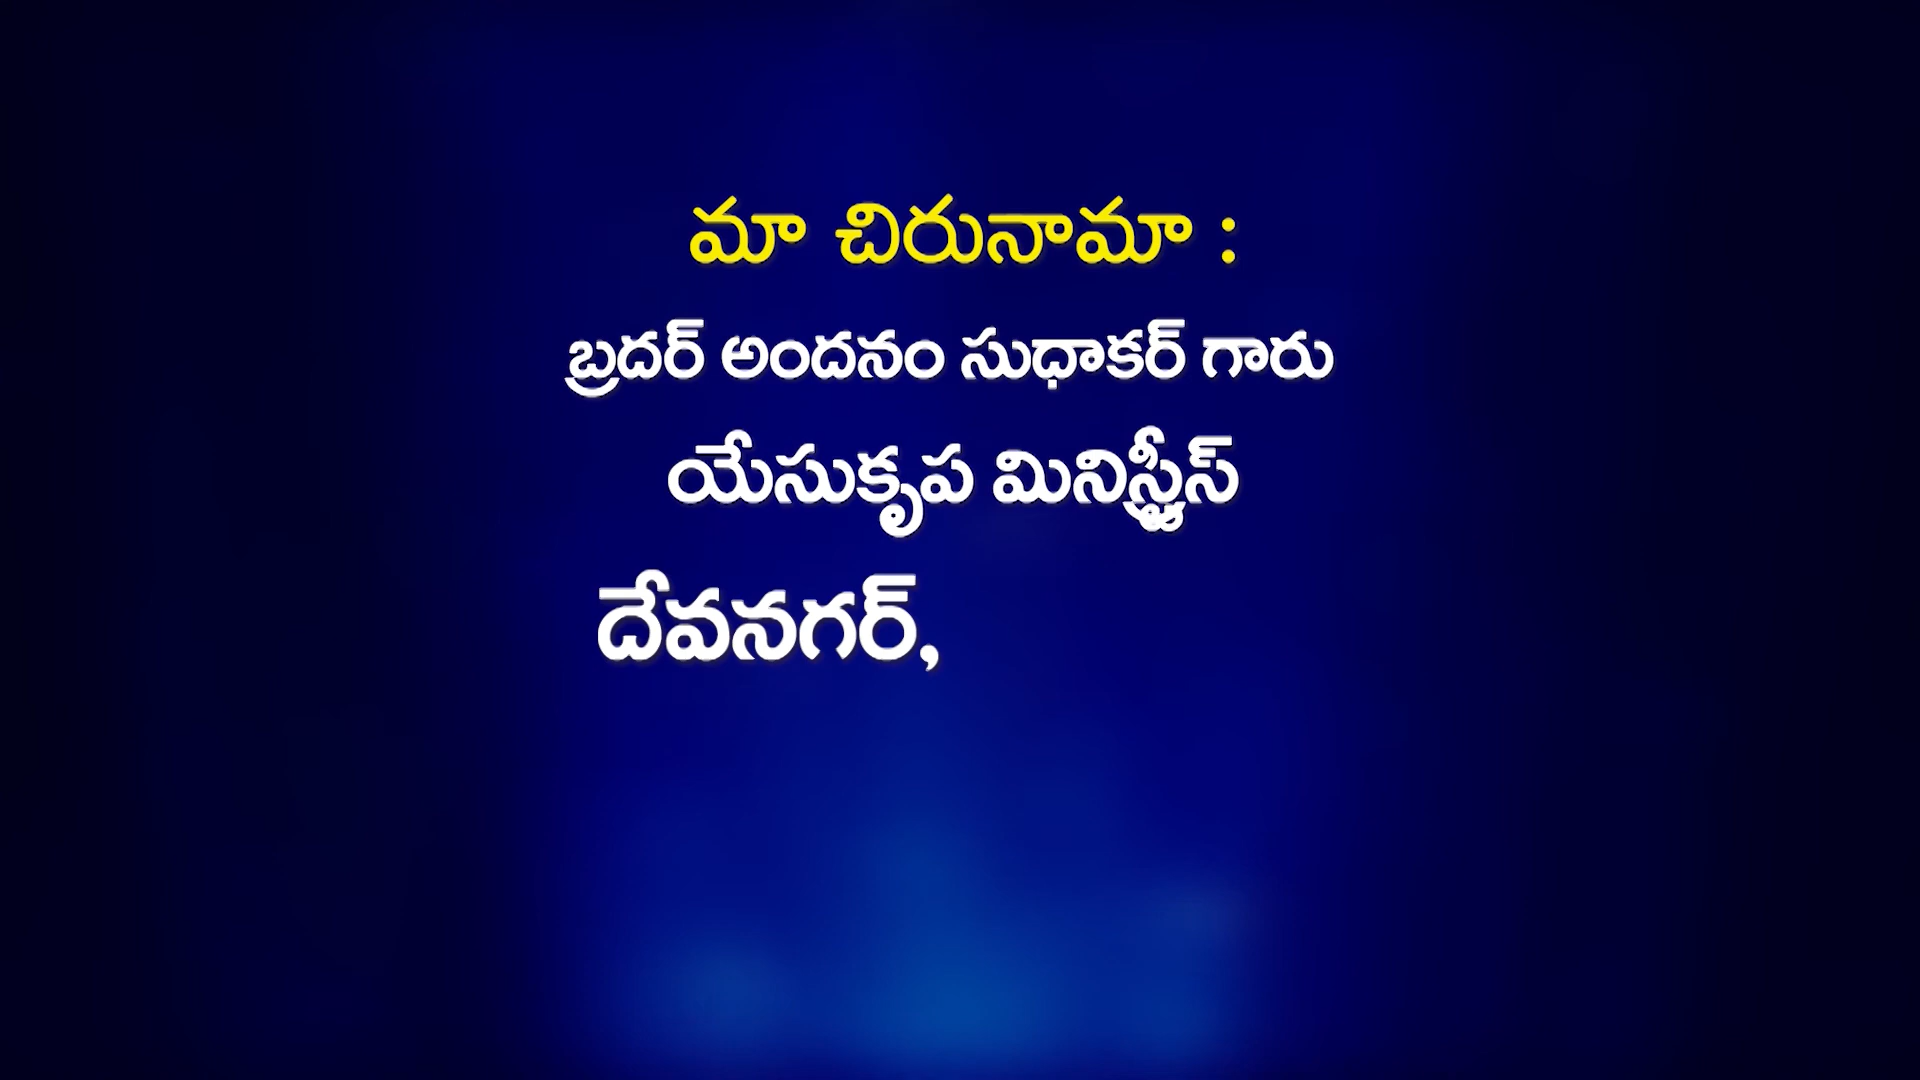 మా చిరునామా :
బ్రదర్ అందనం సుధాకర్ గారు
యేసుకృప మినిస్ట్రీస్
దేవనగర్,